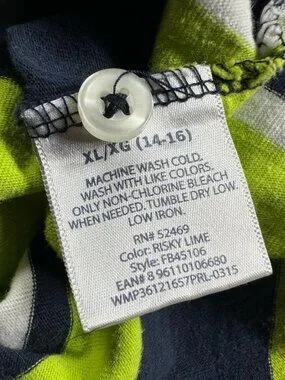 XL/XG (14-16)
MACHINE WASH COLD.
WASH WITH LIKE COLORS.
ONLY NON-CHLORINE BLEACH
WHEN NEEDED. TUMBLE DRY LOW.
LOW IRON.
RN# 52469
Color: RISKY LIME
Style: FB45106
EAN# 8 96110106680
WMP36121657PRL-0315